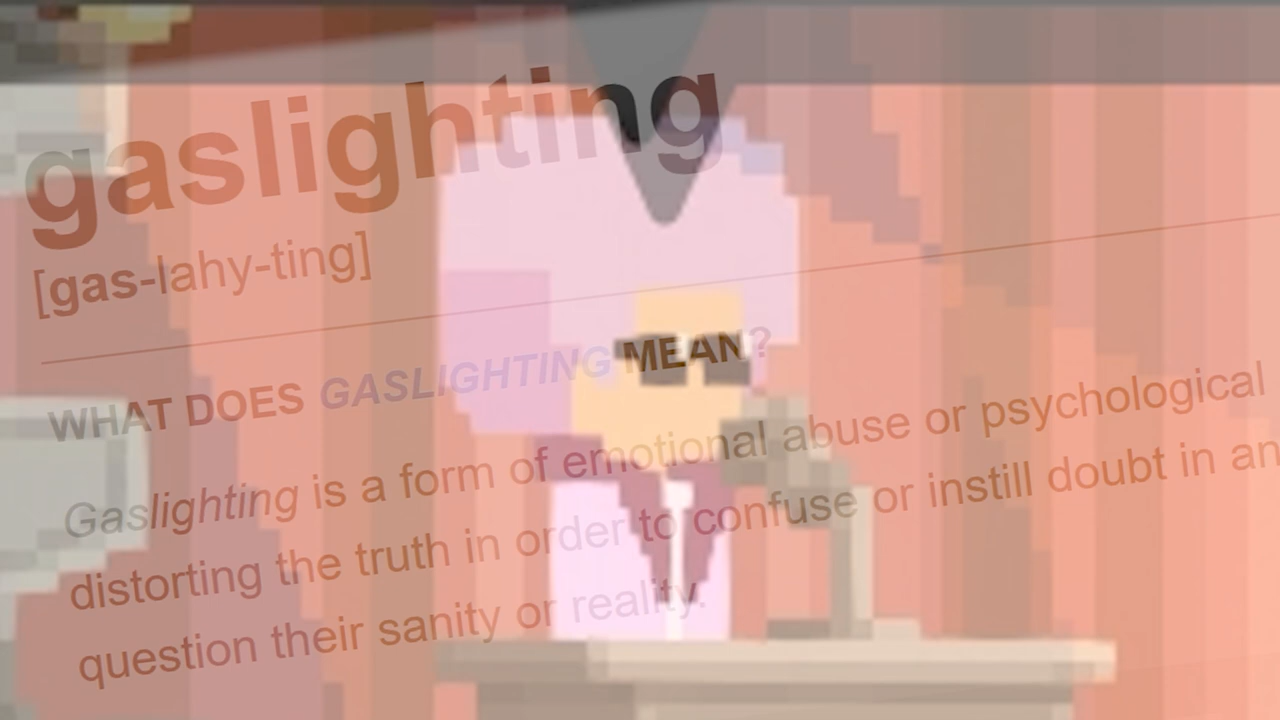 gaslighting
[gas-lahy-ting]
WHAT DOES GASLIGHTING MEAN?
Gaslighting is a form of emotional abuse or psychological
distorting the truth in order to confuse or instill doubt in an
question their sanity or reality.